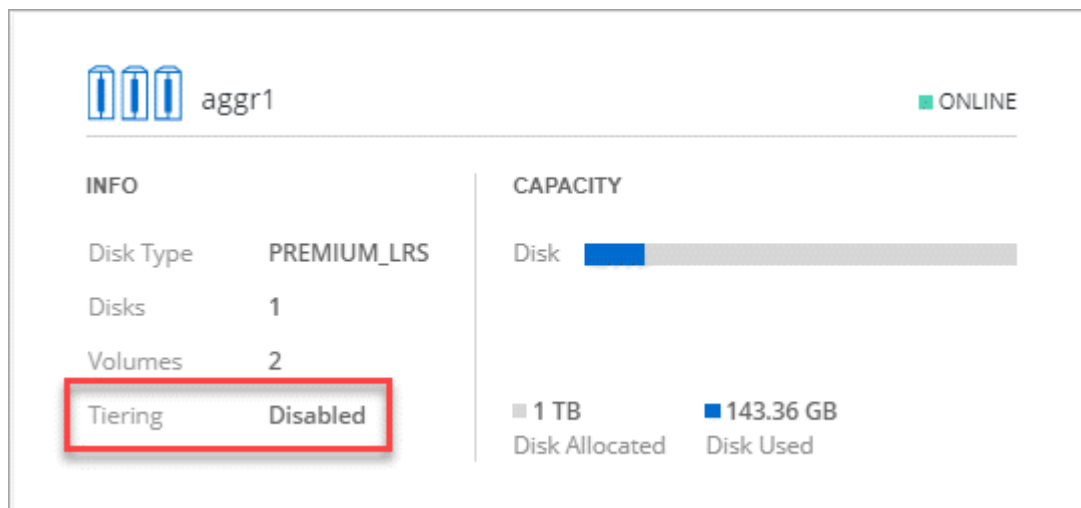 aggr1
ONLINE
INFO
Disk Type PREMIUM_LRS
Disks 1
Volumes 2
Tiering Disabled
CAPACITY
Disk
1 TB
Disk Allocated
143.36 GB
Disk Used